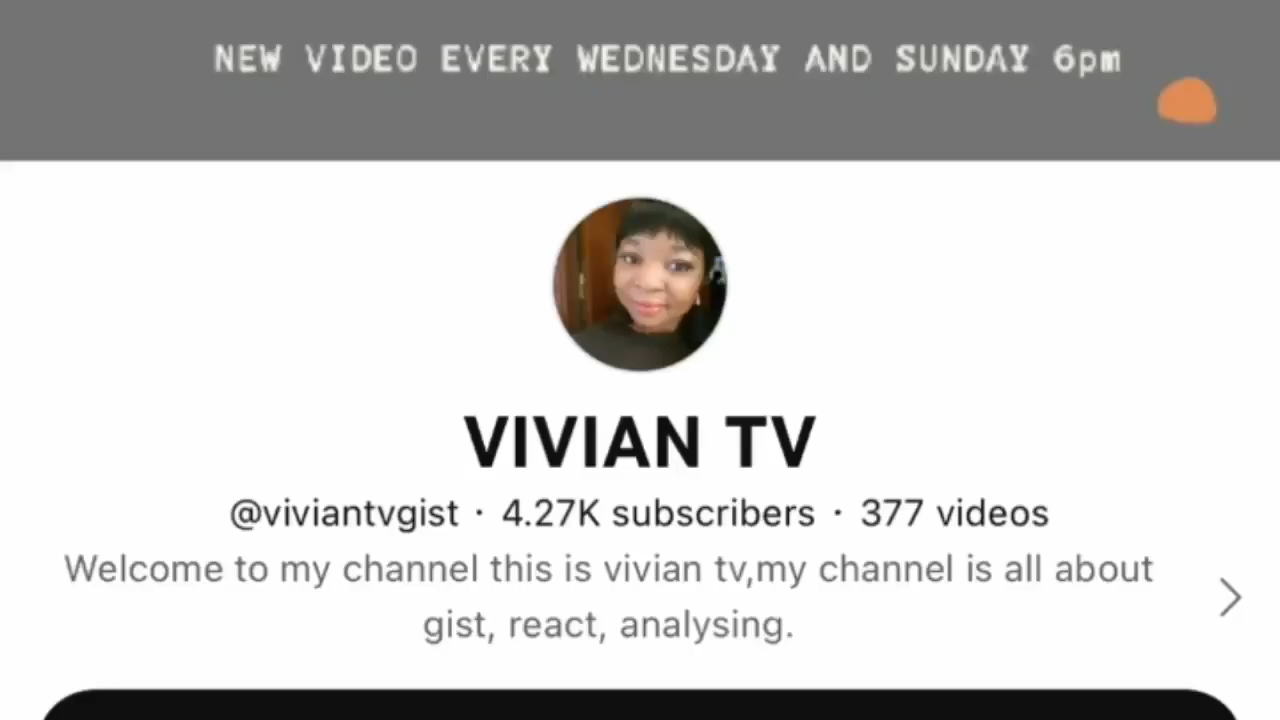 NEW VIDEO EVERY WEDNESDAY AND SUNDAY 6pm
VIVIAN TV
@viviantvgist · 4.27K subscribers · 377 videos
Welcome to my channel this is vivian tv,my channel is all about
gist, react, analysing.